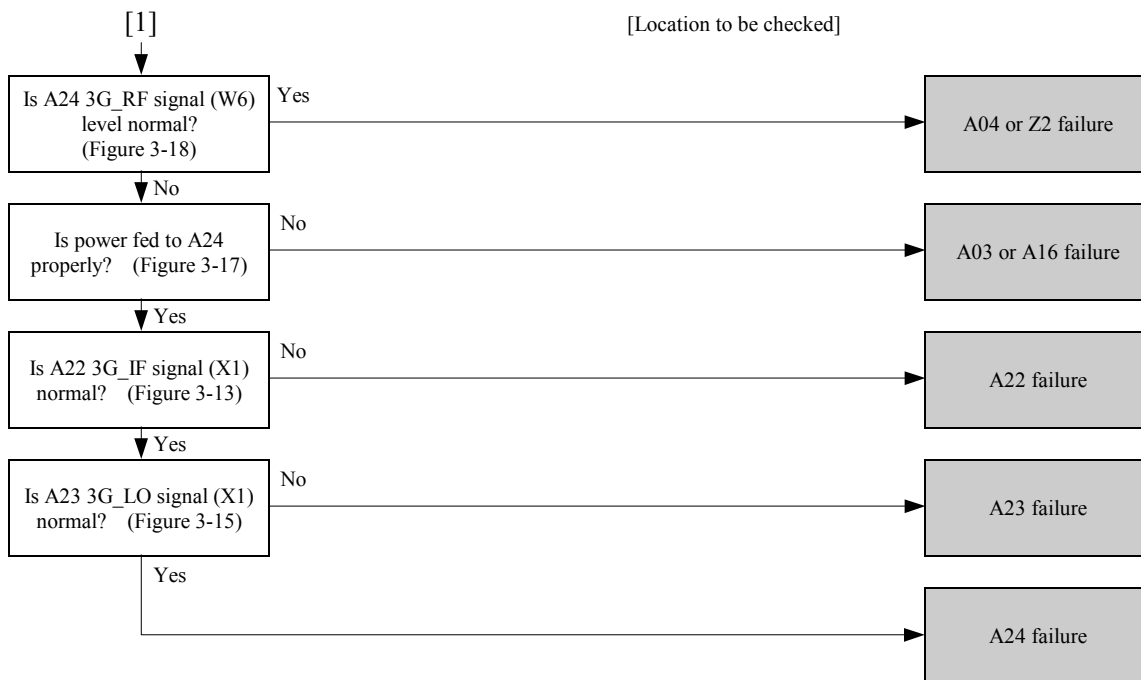 [1]
[Location to be checked]
Is A24 3G_RF signal (W6)
level normal?
(Figure 3-18)
Yes
A04 or Z2 failure
No
Is power fed to A24
properly? (Figure 3-17)
No
A03 or A16 failure
Yes
Is A22 3G_IF signal (X1)
normal? (Figure 3-13)
No
A22 failure
Yes
Is A23 3G_LO signal (X1)
normal? (Figure 3-15)
No
A23 failure
Yes
A24 failure